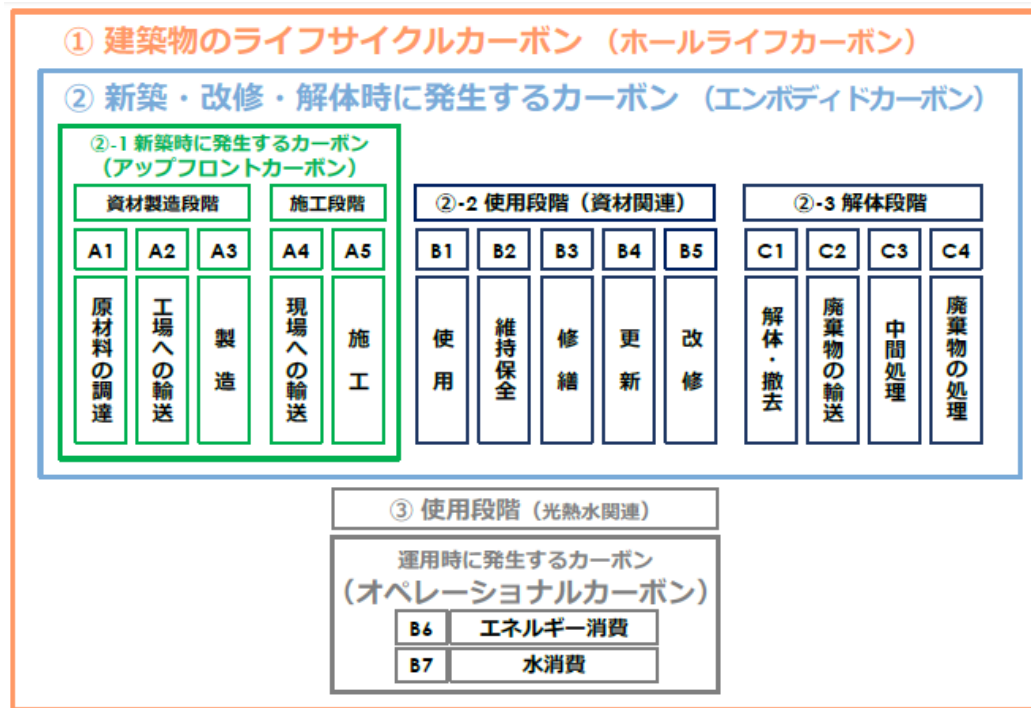 ① 建築物のライフサイクルカーボン（ホールライフカーボン）
② 新築・改修・解体時に発生するカーボン（エンボディドカーボン）
②-1 新築時に発生するカーボン
（アップフロントカーボン）
資材製造段階
施工段階
②-2 使用段階（資材関連）
②-3 解体段階
A1
A2
A3
A4
A5
B1
B2
B3
B4
B5
C1
C2
C3
C4
原材料の調達
工場への輸送
製造
現場への輸送
施工
使用
維持保全
修繕
更新
改修
解体・撤去
廃棄物の輸送
中間処理
廃棄物の処理
③ 使用段階（光熱水関連）
運用時に発生するカーボン
（オペレーショナルカーボン）
B6 エネルギー消費
B7 水消費